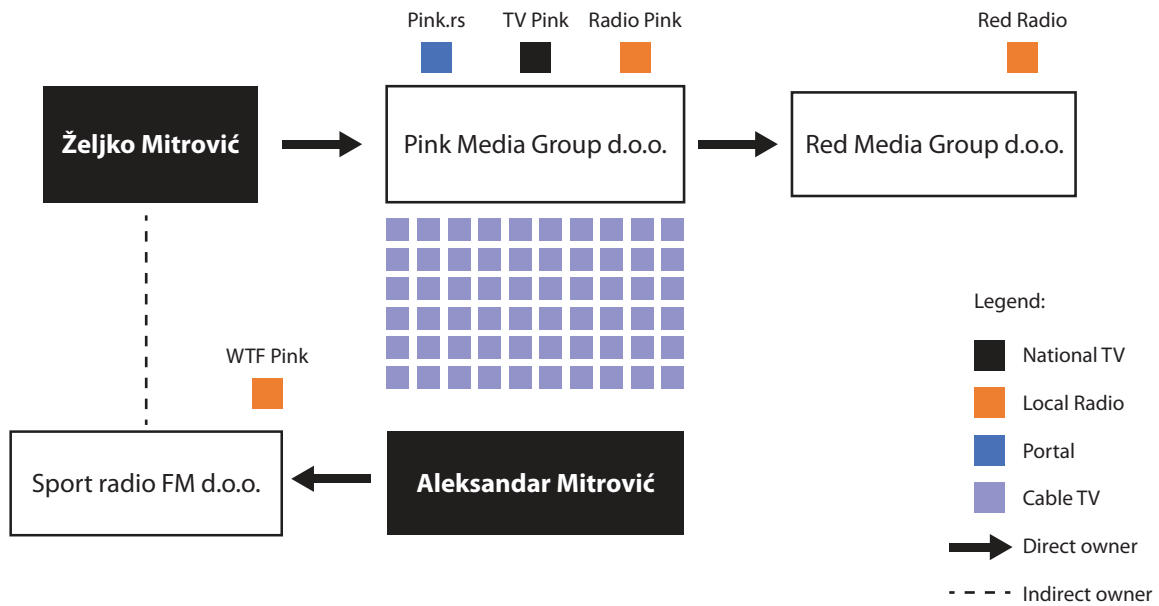 Pink.rs
TV Pink
Radio Pink
Red Radio
Željko Mitrović
Pink Media Group d.o.o.
Red Media Group d.o.o.
Legend:
National TV
Local Radio
Portal
Cable TV
Direct owner
Indirect owner
WTF Pink
Sport radio FM d.o.o.
Aleksandar Mitrović